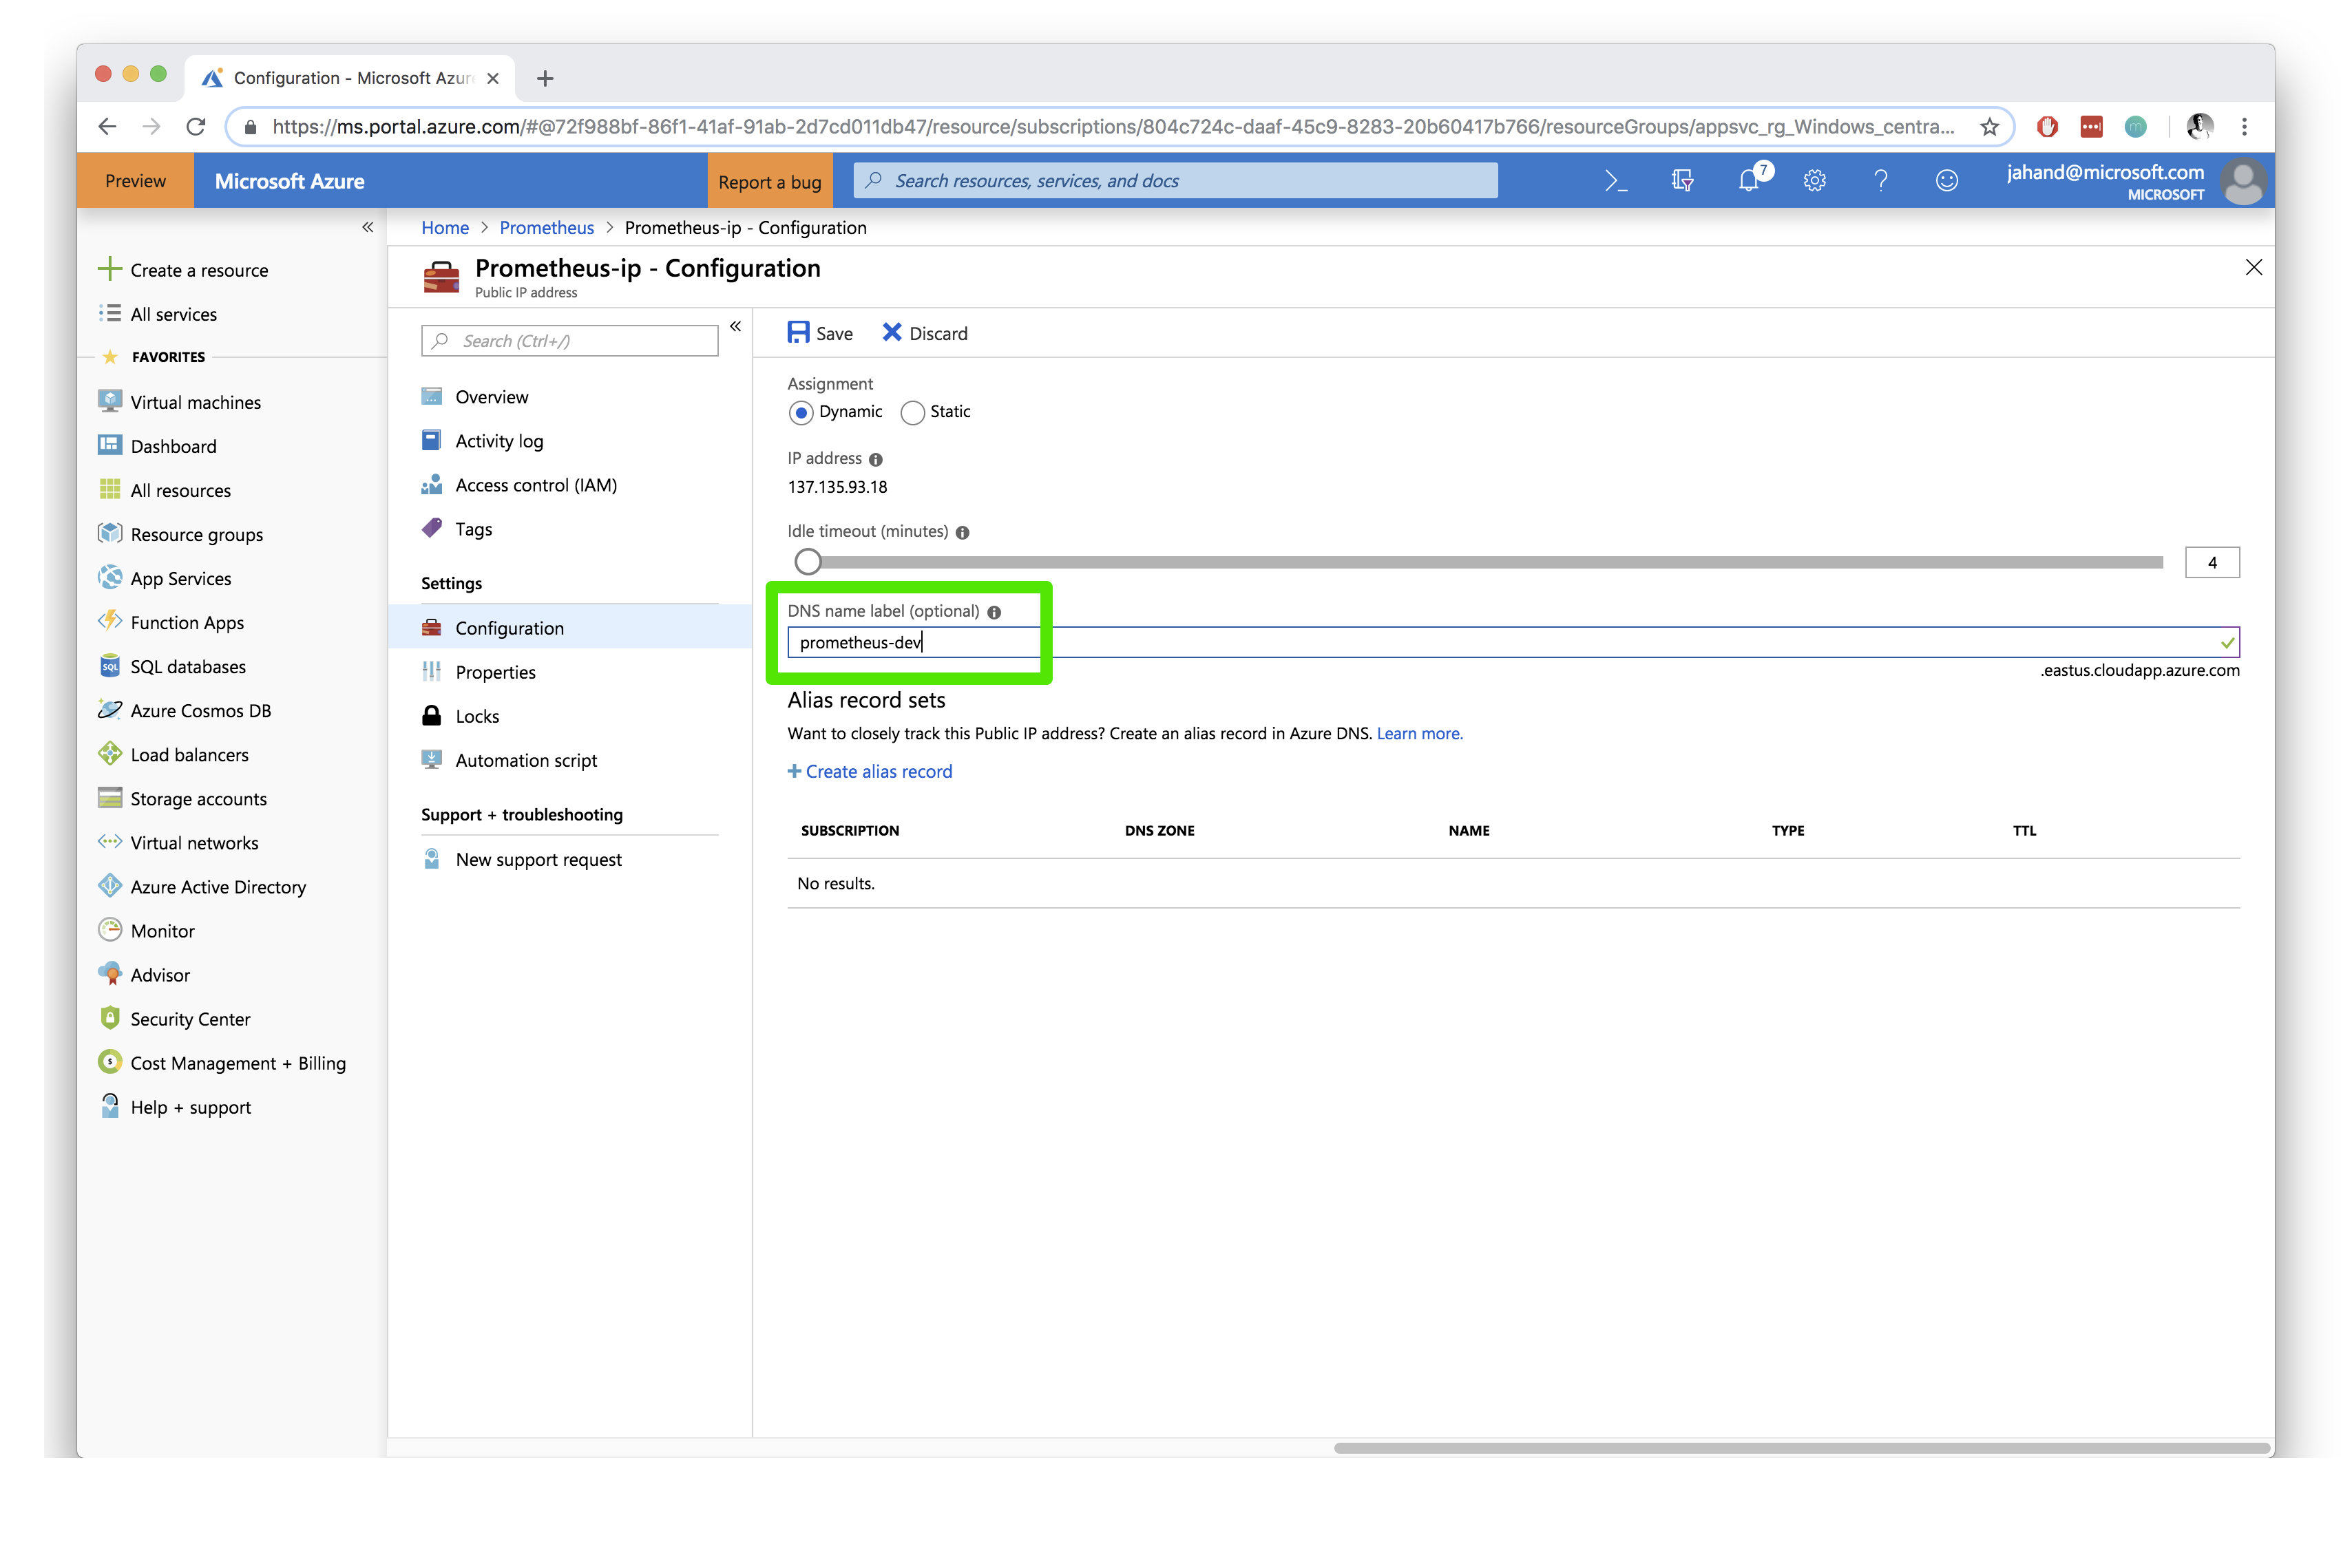 Configuration - Microsoft Azur
https://ms.portal.azure.com/#@72f988bf-86f1-41af-91ab-2d7cd011db47/resource/subscriptions/804c724c-daaf-45c9-8283-20b60417b766/resourceGroups/appsvc_rg_Windows_centra...
m
Preview
Microsoft Azure
Report a bug
Search resources, services, and docs
7
jahand@microsoft.com
MICROSOFT
Create a resource
All services
FAVORITES
Virtual machines
Dashboard
All resources
Resource groups
App Services
Function Apps
SQL
SQL databases
Azure Cosmos DB
Load balancers
Storage accounts
Virtual networks
Azure Active Directory
Monitor
Advisor
Security Center
$
Cost Management + Billing
Help + support
Home > Prometheus > Prometheus-ip - Configuration
Prometheus-ip - Configuration
Public IP address
Search (Ctrl+/)
Overview
Activity log
Access control (IAM)
Tags
Settings
Configuration
Properties
Locks
Automation script
Support + troubleshooting
New support request
Save
Discard
Assignment
Dynamic
Static
IP address
137.135.93.18
Idle timeout (minutes)
4
DNS name label (optional)
prometheus-dev
.eastus.cloudapp.azure.com
Alias record sets
Want to closely track this Public IP address? Create an alias record in Azure DNS. Learn more.
+ Create alias record
SUBSCRIPTION DNS ZONE NAME TYPE TTL
No results.